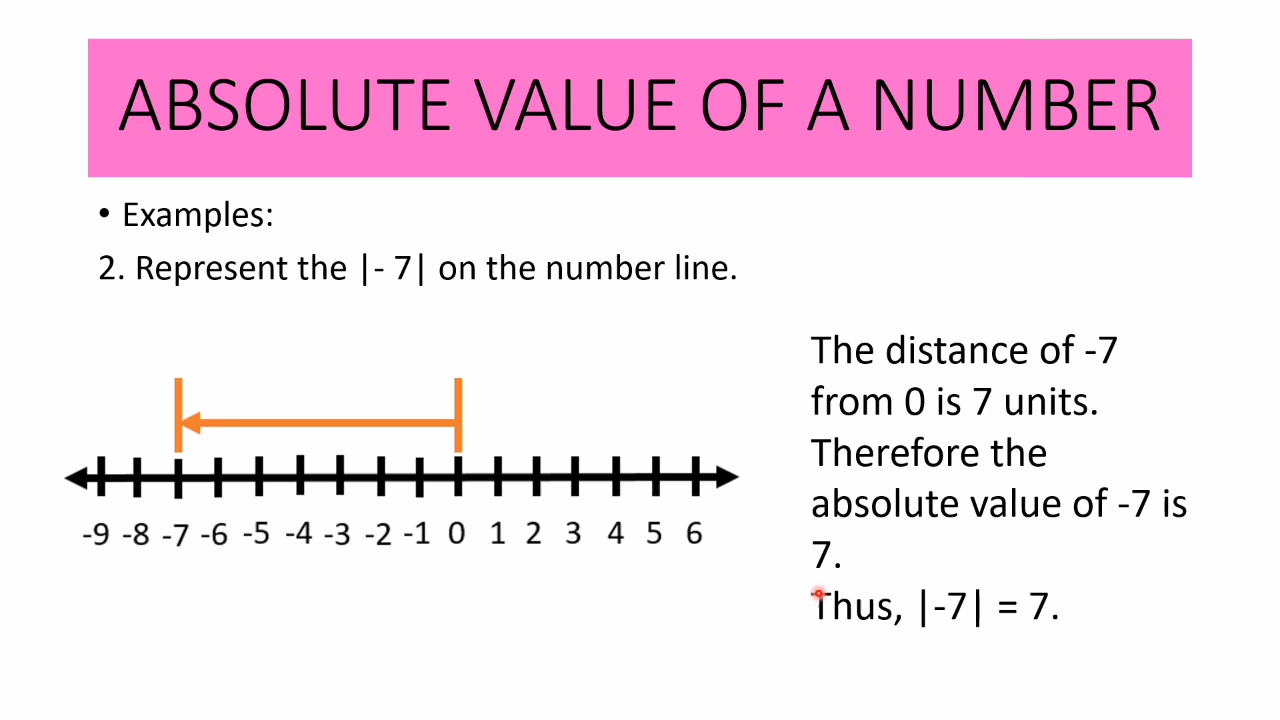 ABSOLUTE VALUE OF A NUMBER
• Examples:
2. Represent the |- 7| on the number line.
The distance of -7
from 0 is 7 units.
Therefore the
absolute value of -7 is
7.
Thus, |-7| = 7.
-9 -8 -7 -6 -5 -4 -3 -2 -1 0 1 2 3 4 5 6